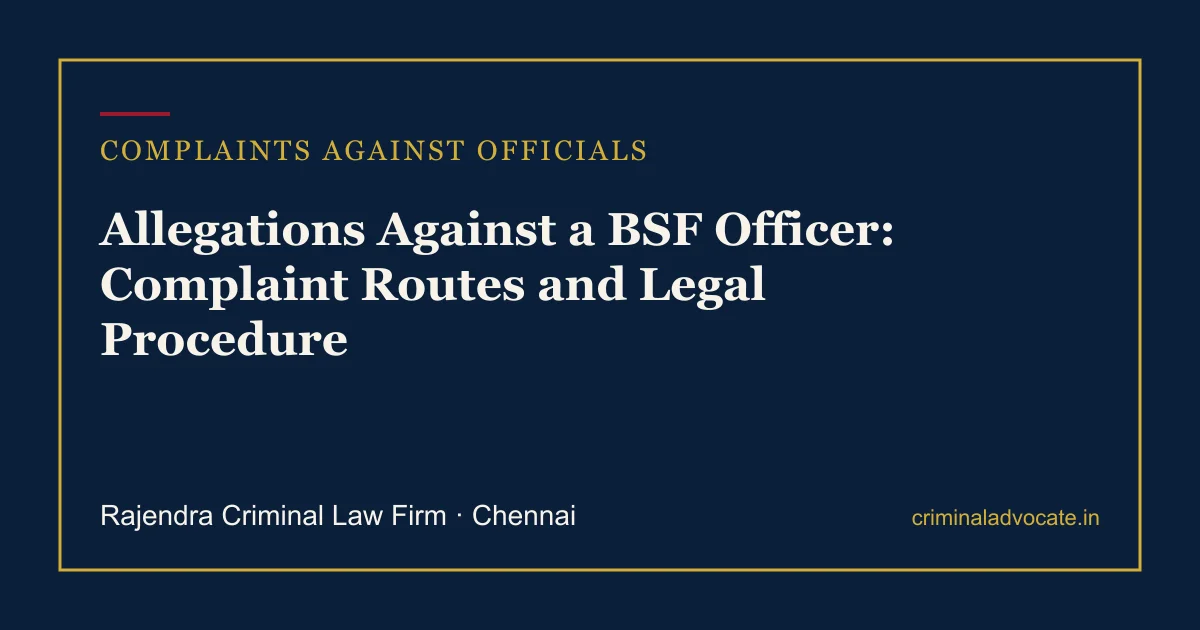 COMPLAINTS AGAINST OFFICIALS
Allegations Against a BSF Officer:
Complaint Routes and Legal
Procedure
Rajendra Criminal Law Firm · Chennai
criminaladvocate.in